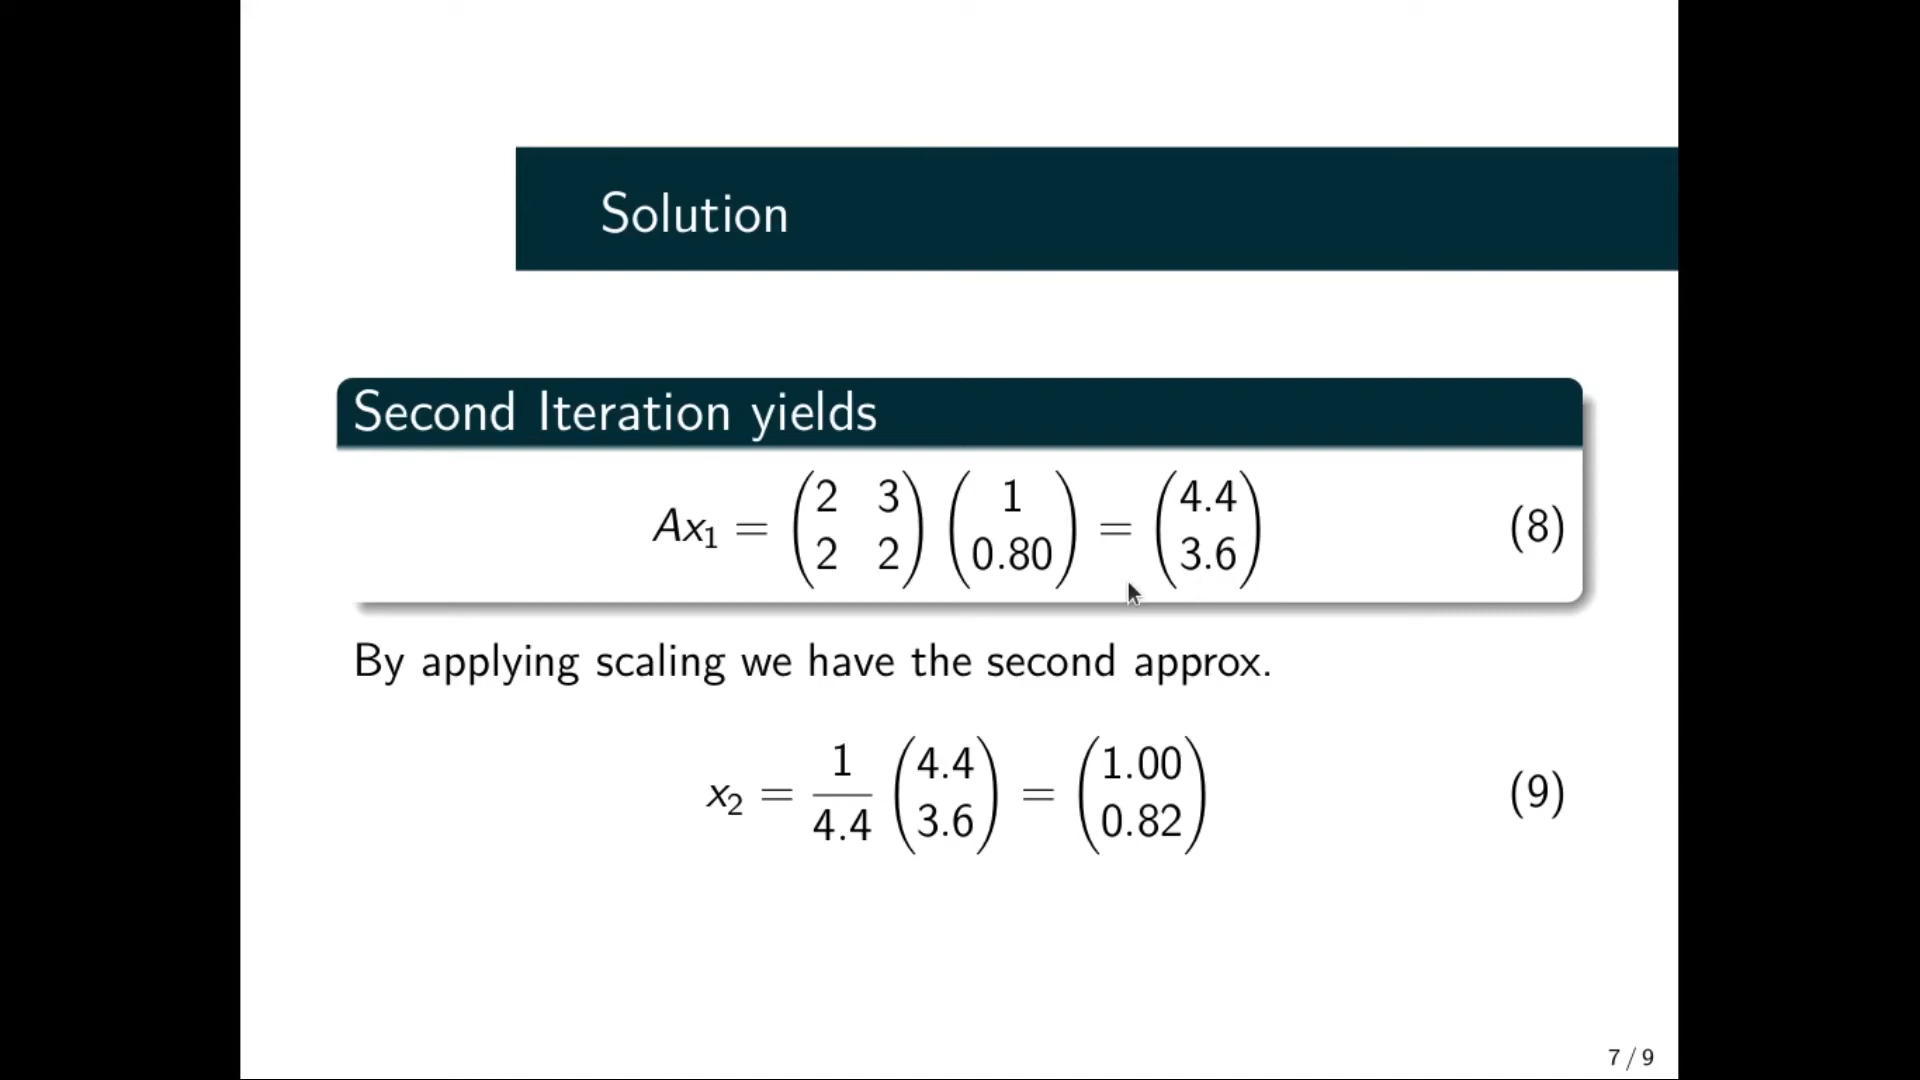 Solution
Second Iteration yields
Ax₁ = (2 3; 2 2) (1; 0.80) = (4.4; 3.6) (8)
By applying scaling we have the second approx.
x₂ = 1/4.4 (4.4; 3.6) = (1.00; 0.82) (9)
7 / 9